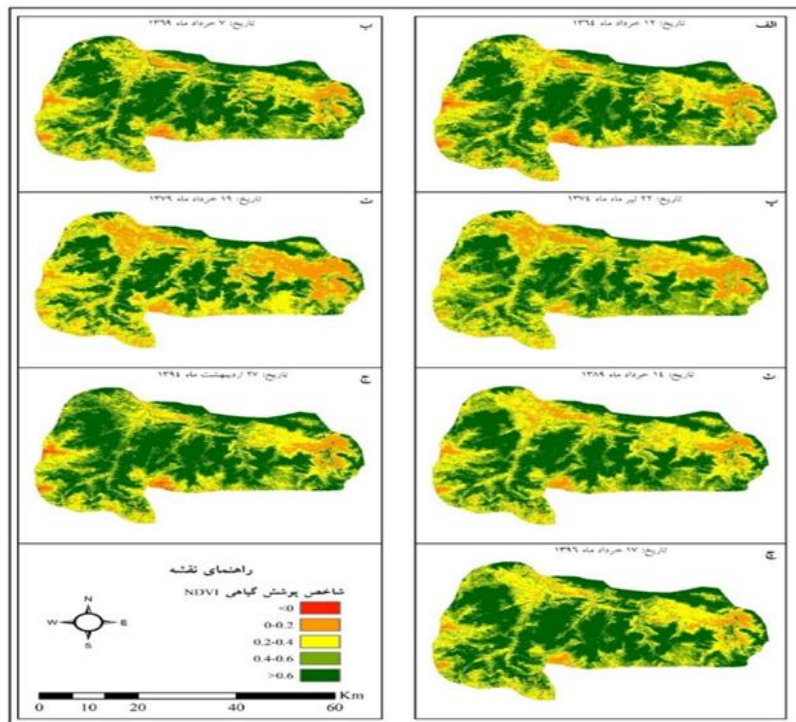 الف
تاریخ: ۱۲ خرداد ماه ۱۳۶۴
ب
تاریخ: ۷ خرداد ماه ۱۳۶۹
پ
تاریخ: ۲۲ تیر ماه ماه ۱۳۷۴
ت
تاریخ: ۱۹ خرداد ماه ۱۳۷۹
ث
تاریخ: ۱۴ خرداد ماه ۱۳۸۹
ج
تاریخ: ۲۷ اردیبهشت ماه ۱۳۹۴
چ
تاریخ: ۱۷ خرداد ماه ۱۳۹۶
راهنمای نقشه
شاخص پوشش گیاهی NDVI
<0
0-0.2
0.2-0.4
0.4-0.6
>0.6
N
W E
S
Km
0 10 20 40 60